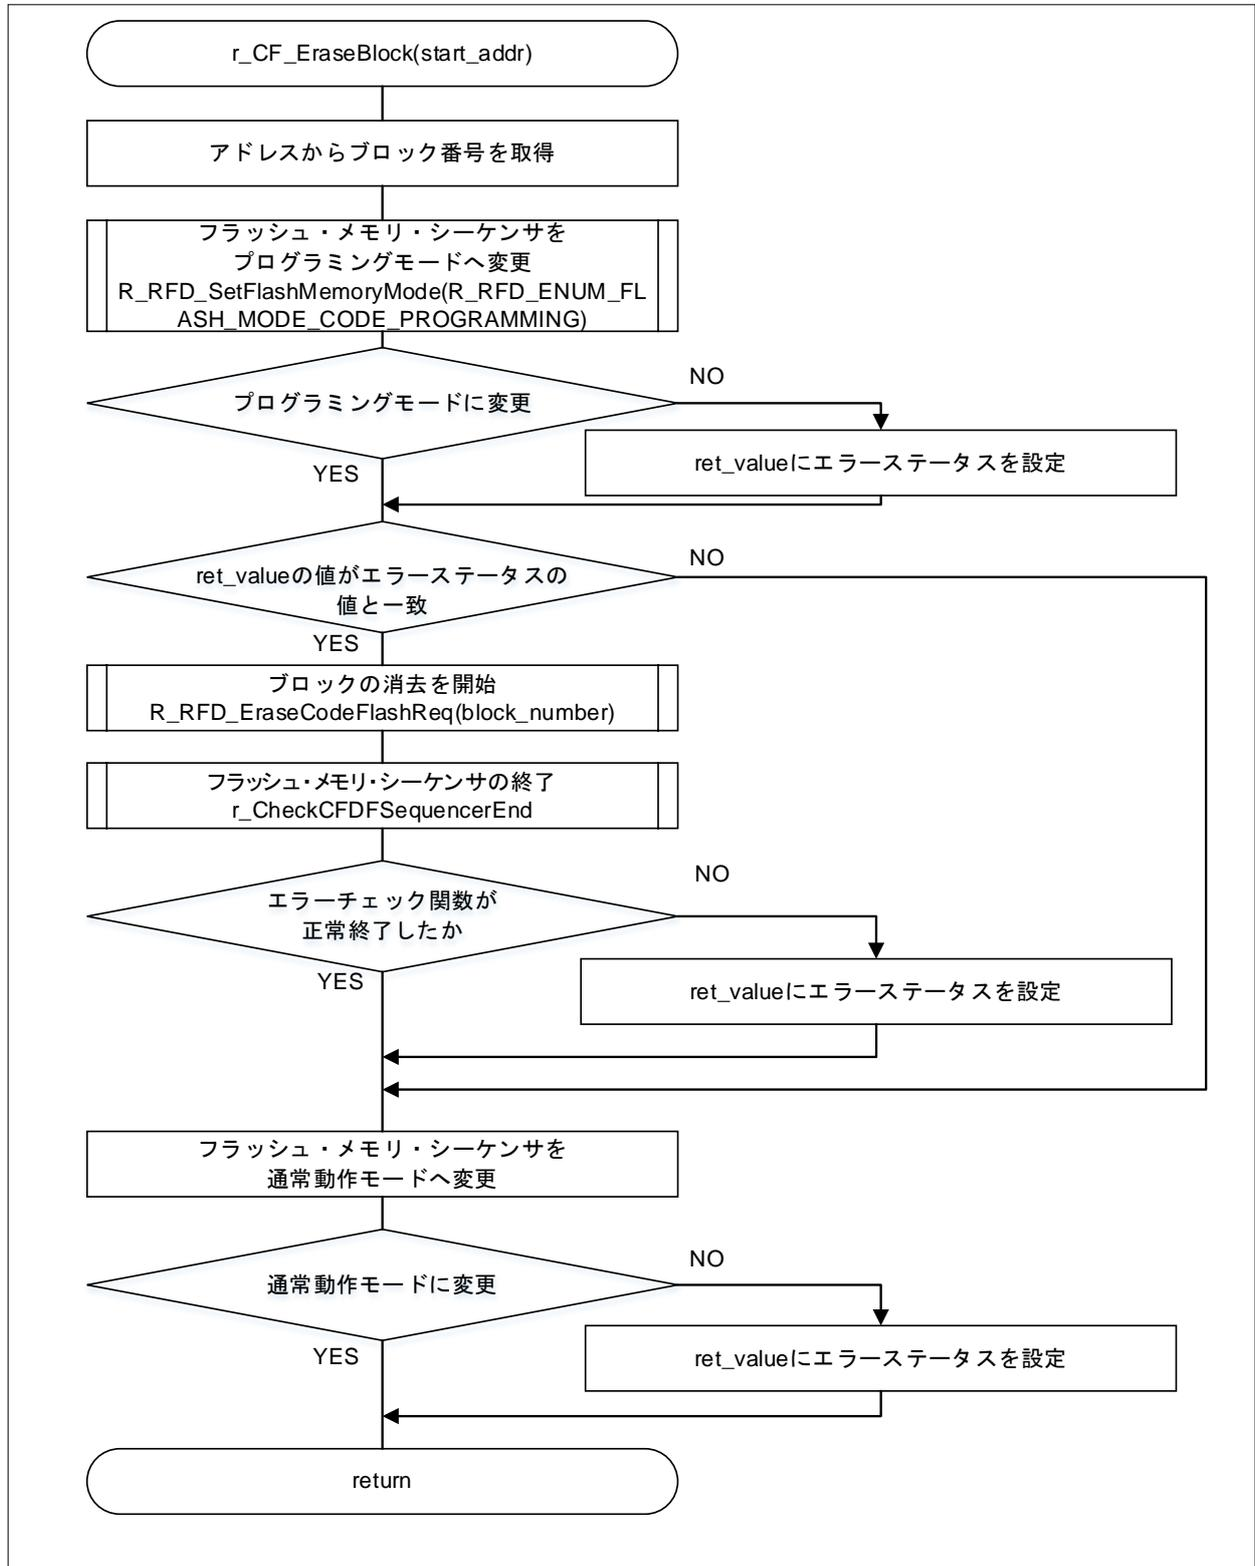 r_CF_EraseBlock(start_addr)
アドレスからブロック番号を取得
フラッシュ・メモリ・シーケンサを
プログラミングモードへ変更
R_RFD_SetFlashMemoryMode(R_RFD_ENUM_FL
ASH_MODE_CODE_PROGRAMMING)
NO
プログラミングモードに変更
ret_valueにエラーステータスを設定
YES
NO
ret_valueの値がエラーステータスの
値と一致
YES
ブロックの消去を開始
R_RFD_EraseCodeFlashReq(block_number)
フラッシュ・メモリ・シーケンサの終了
r_CheckCFDFSequencerEnd
NO
エラーチェック関数が
正常終了したか
YES
ret_valueにエラーステータスを設定
フラッシュ・メモリ・シーケンサを
通常動作モードへ変更
NO
通常動作モードに変更
YES
ret_valueにエラーステータスを設定
return